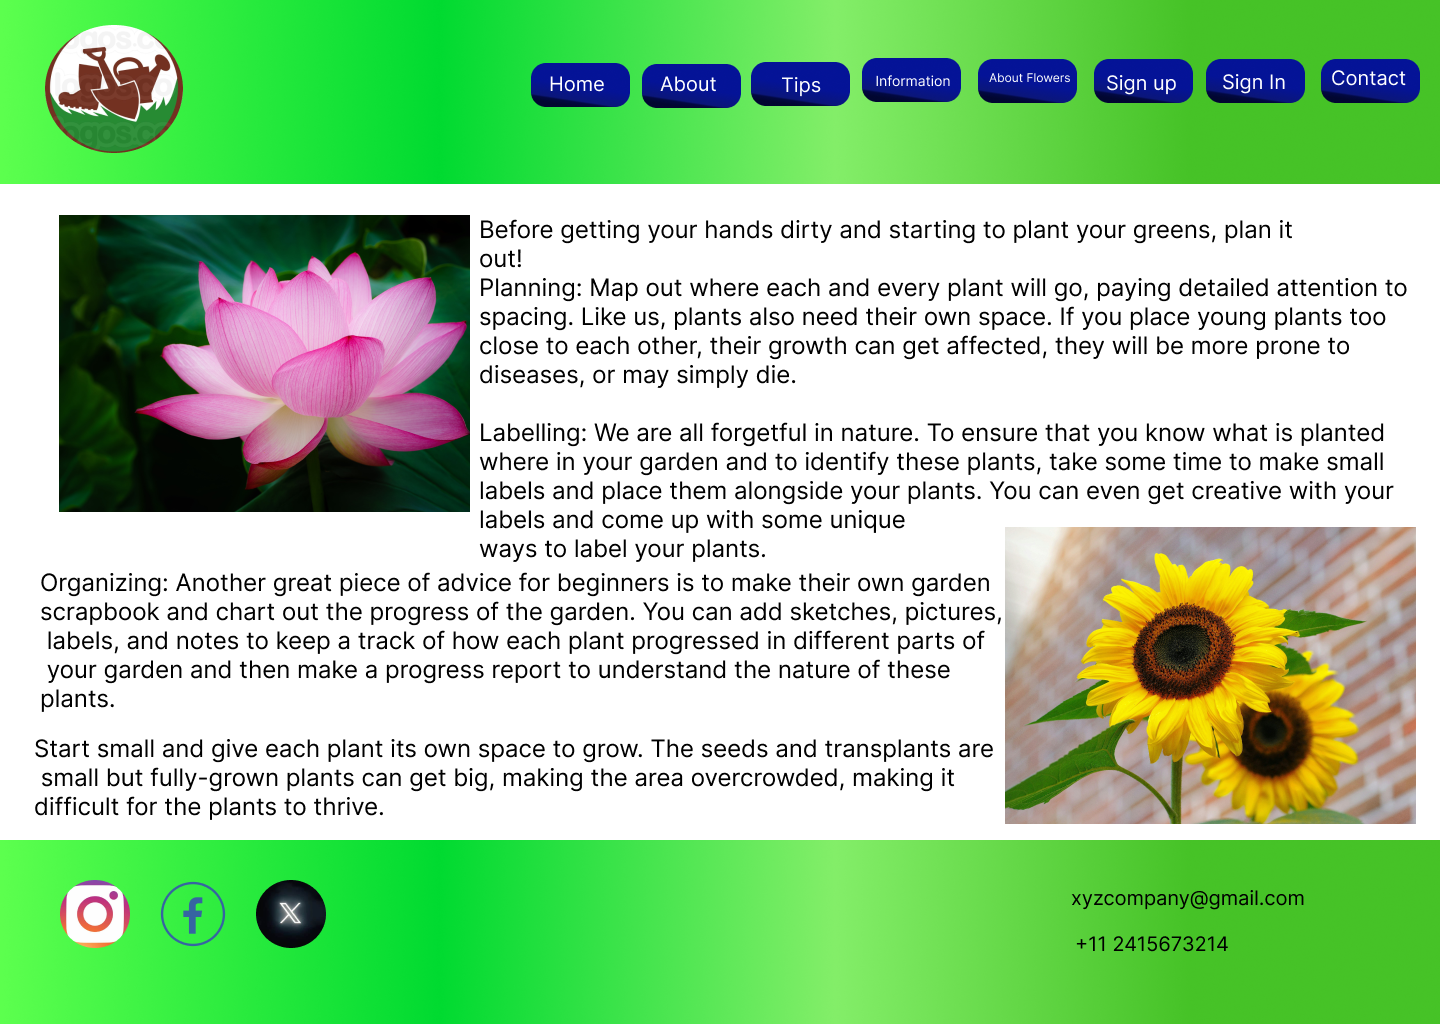 Home
About
Tips
Information
About Flowers
Sign up
Sign In
Contact
Before getting your hands dirty and starting to plant your greens, plan it
out!
Planning: Map out where each and every plant will go, paying detailed attention to
spacing. Like us, plants also need their own space. If you place young plants too
close to each other, their growth can get affected, they will be more prone to
diseases, or may simply die.
Labelling: We are all forgetful in nature. To ensure that you know what is planted
where in your garden and to identify these plants, take some time to make small
labels and place them alongside your plants. You can even get creative with your
labels and come up with some unique
ways to label your plants.
Organizing: Another great piece of advice for beginners is to make their own garden
scrapbook and chart out the progress of the garden. You can add sketches, pictures,
labels, and notes to keep a track of how each plant progressed in different parts of
your garden and then make a progress report to understand the nature of these
plants.
Start small and give each plant its own space to grow. The seeds and transplants are
small but fully-grown plants can get big, making the area overcrowded, making it
difficult for the plants to thrive.
xyzcompany@gmail.com
+11 2415673214